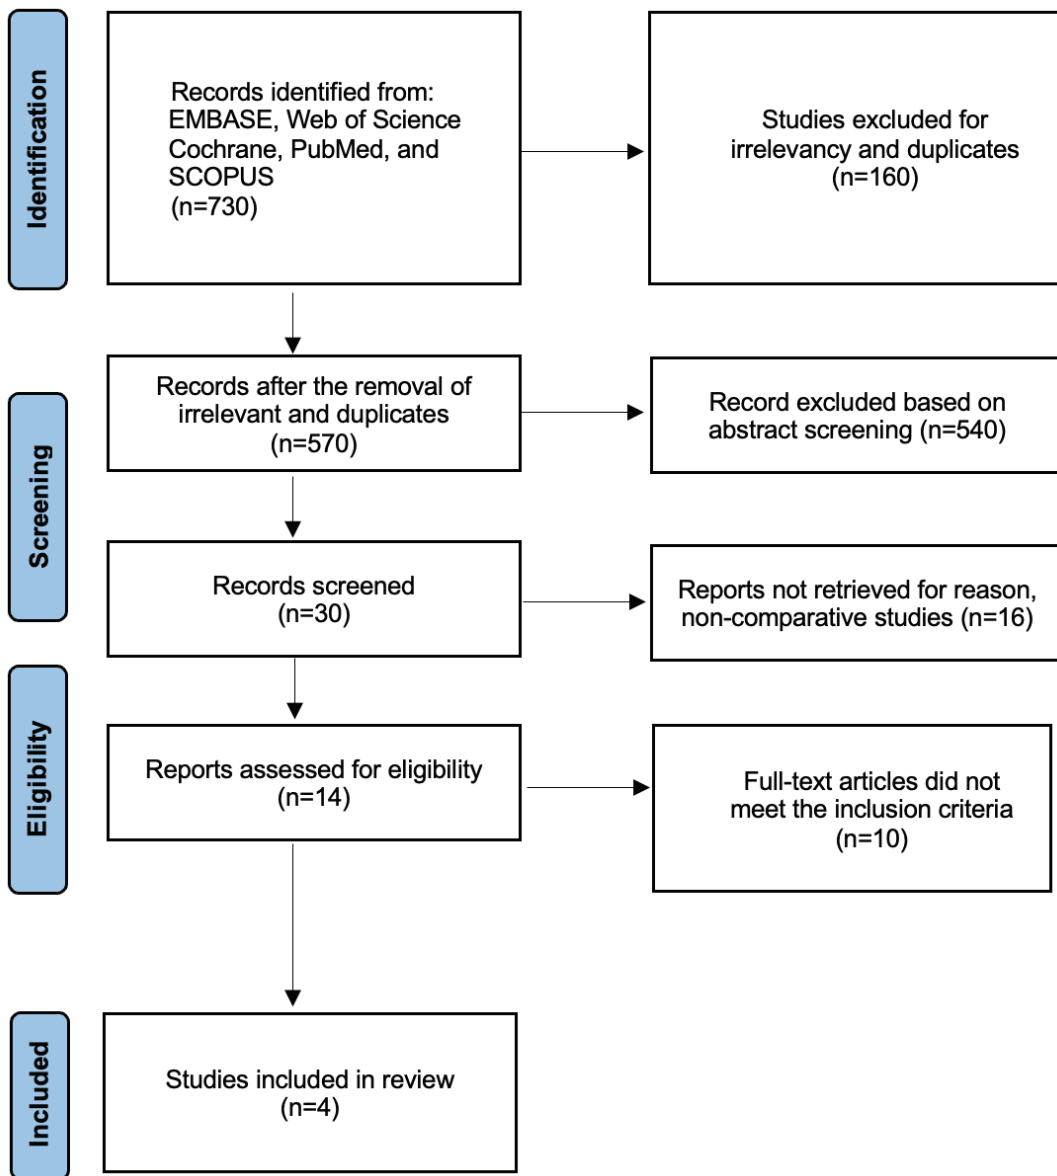 Identification
Records identified from:
EMBASE, Web of Science
Cochrane, PubMed, and
SCOPUS
(n=730)
Studies excluded for
irrelevancy and duplicates
(n=160)
Screening
Records after the removal of
irrelevant and duplicates
(n=570)
Record excluded based on
abstract screening (n=540)
Records screened
(n=30)
Reports not retrieved for reason,
non-comparative studies (n=16)
Eligibility
Reports assessed for eligibility
(n=14)
Full-text articles did not
meet the inclusion criteria
(n=10)
Included
Studies included in review
(n=4)